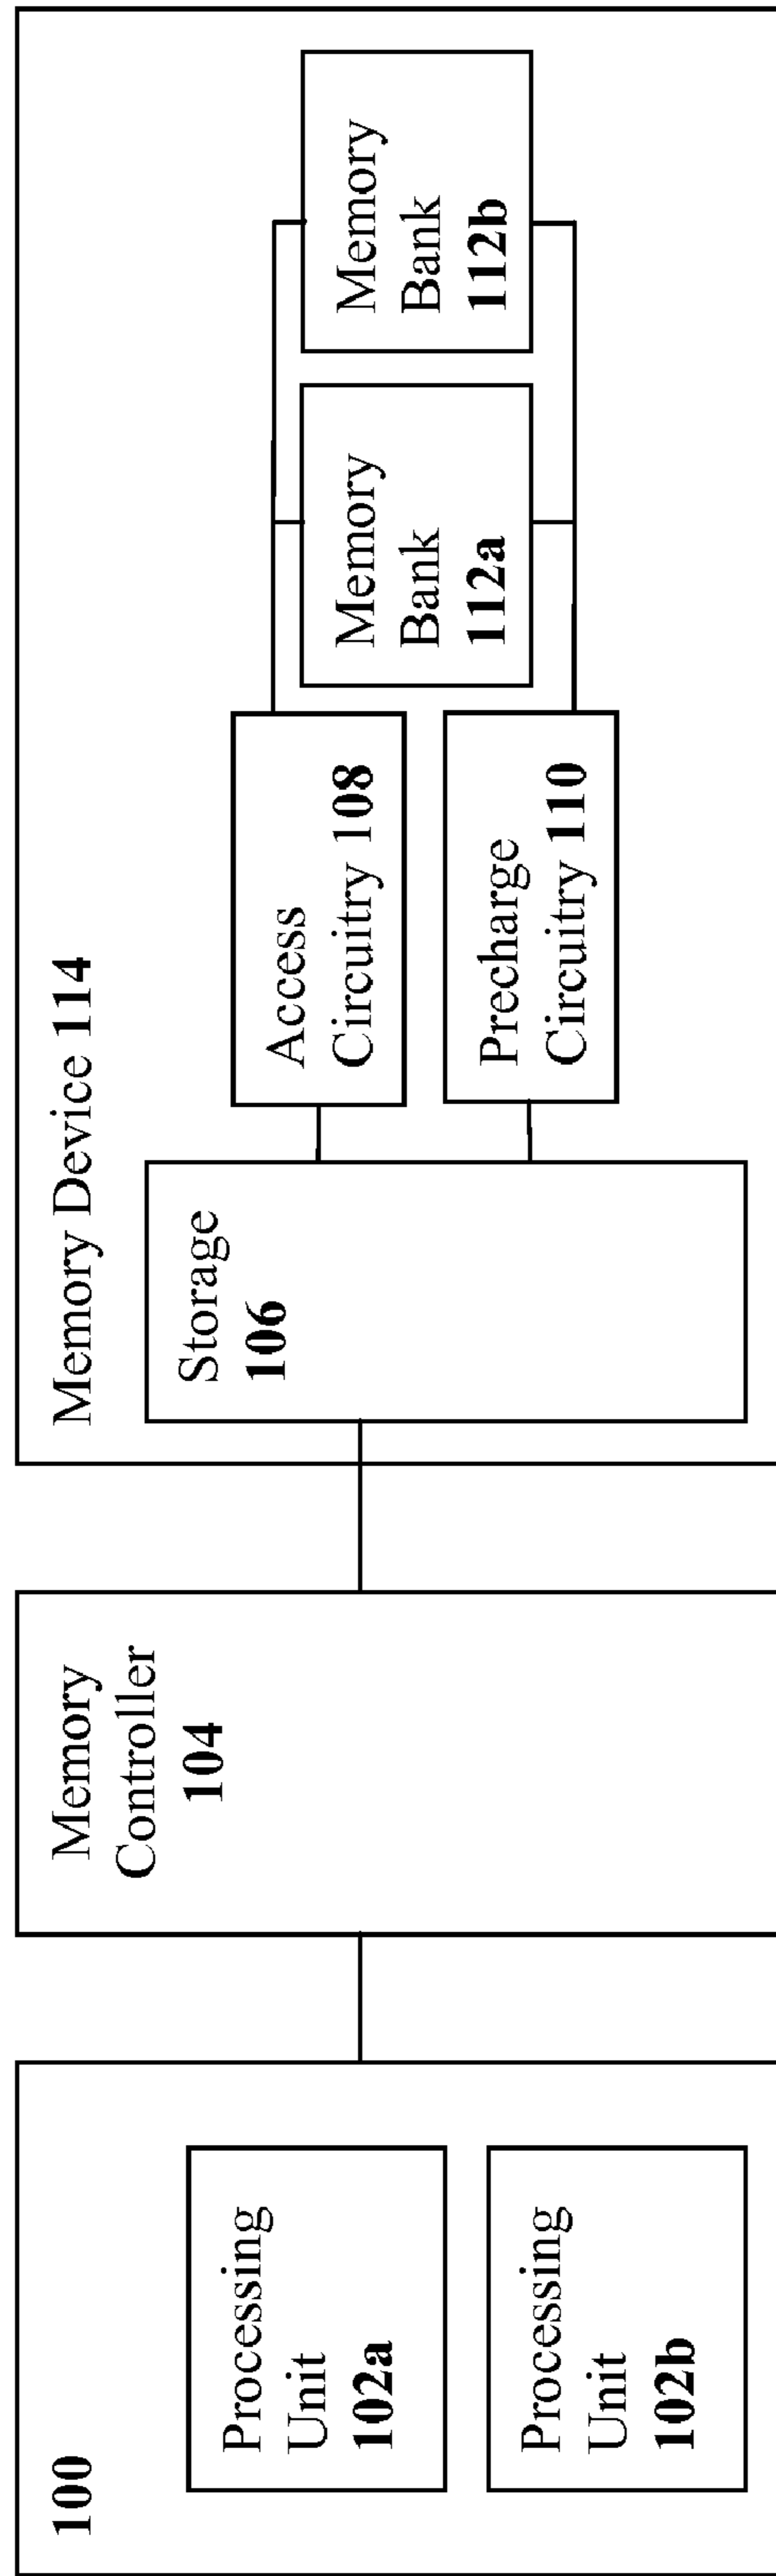 100
Processing
Unit
102a
Processing
Unit
102b
Memory
Controller
104
Memory Device 114
Storage
106
Access
Circuitry 108
Precharge
Circuitry 110
Memory
Bank
112a
Memory
Bank
112b